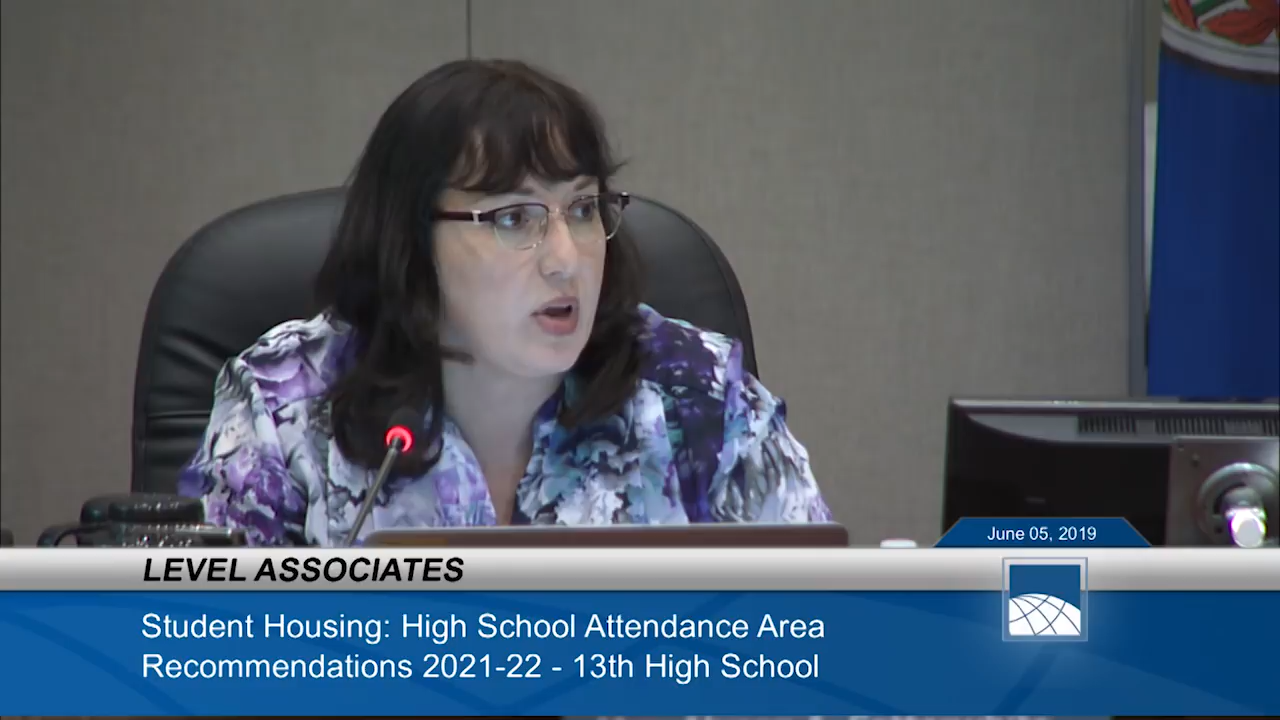 June 05, 2019
LEVEL ASSOCIATES
Student Housing: High School Attendance Area
Recommendations 2021-22 - 13th High School